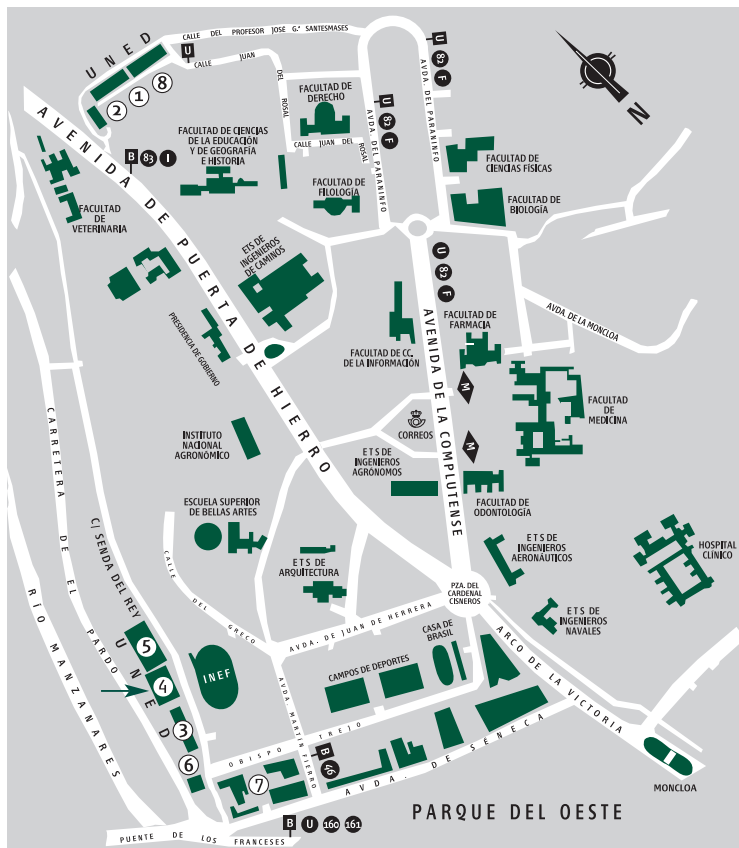 UNED
CALLE DEL PROFESOR JOSÉ G.ª SANTESMASES
U
CALLE JUAN DEL ROSAL
2
1
8
U
82
F
AVDA. DEL PARANINFO
N
FACULTAD DE
DERECHO
U
82
F
AVDA. DEL PARANINFO
CALLE JUAN DEL ROSAL
AVENIDA DE PUERTA DE HIERRO
B 83 I
FACULTAD DE CIENCIAS
DE LA EDUCACIÓN
Y DE GEOGRAFÍA
E HISTORIA
FACULTAD DE
CIENCIAS FÍSICAS
FACULTAD DE
FILOLOGÍA
FACULTAD DE
BIOLOGÍA
FACULTAD
DE
VETERINARIA
ETS DE
INGENIEROS
DE CAMINOS
U
82
F
AVENIDA DE LA COMPLUTENSE
AVDA. DE LA MONCLOA
PRESIDENCIA DE GOBIERNO
FACULTAD DE
FARMACIA
FACULTAD DE CC.
DE LA INFORMACIÓN
M
FACULTAD
DE
MEDICINA
CORREOS
M
INSTITUTO
NACIONAL
AGRONÓMICO
E T S DE
INGENIEROS
AGRÓNOMOS
FACULTAD DE
ODONTOLOGÍA
CARRETERA DE EL PARDO
ESCUELA SUPERIOR
DE BELLAS ARTES
C/ SENDA DEL REY
E T S DE
INGENIEROS
AERONÁUTICOS
HOSPITAL
CLÍNICO
E T S DE
ARQUITECTURA
CALLE DEL GRECO
PZA. DEL
CARDENAL
CISNEROS
RÍO MANZANARES
AVDA. DE JUAN DE HERRERA
E T S DE
INGENIEROS
NAVALES
CASA DE
BRASIL
ARCO DE LA VICTORIA
UNED
5
4
3
6
INEF
CAMPOS DE DEPORTES
AVDA. MARTÍN FIERRO
OBISPO TREJO
B
46
7
AVDA. DE SÉNECA
MONCLOA
PARQUE DEL OESTE
B U 160 161
PUENTE DE LOS FRANCESES